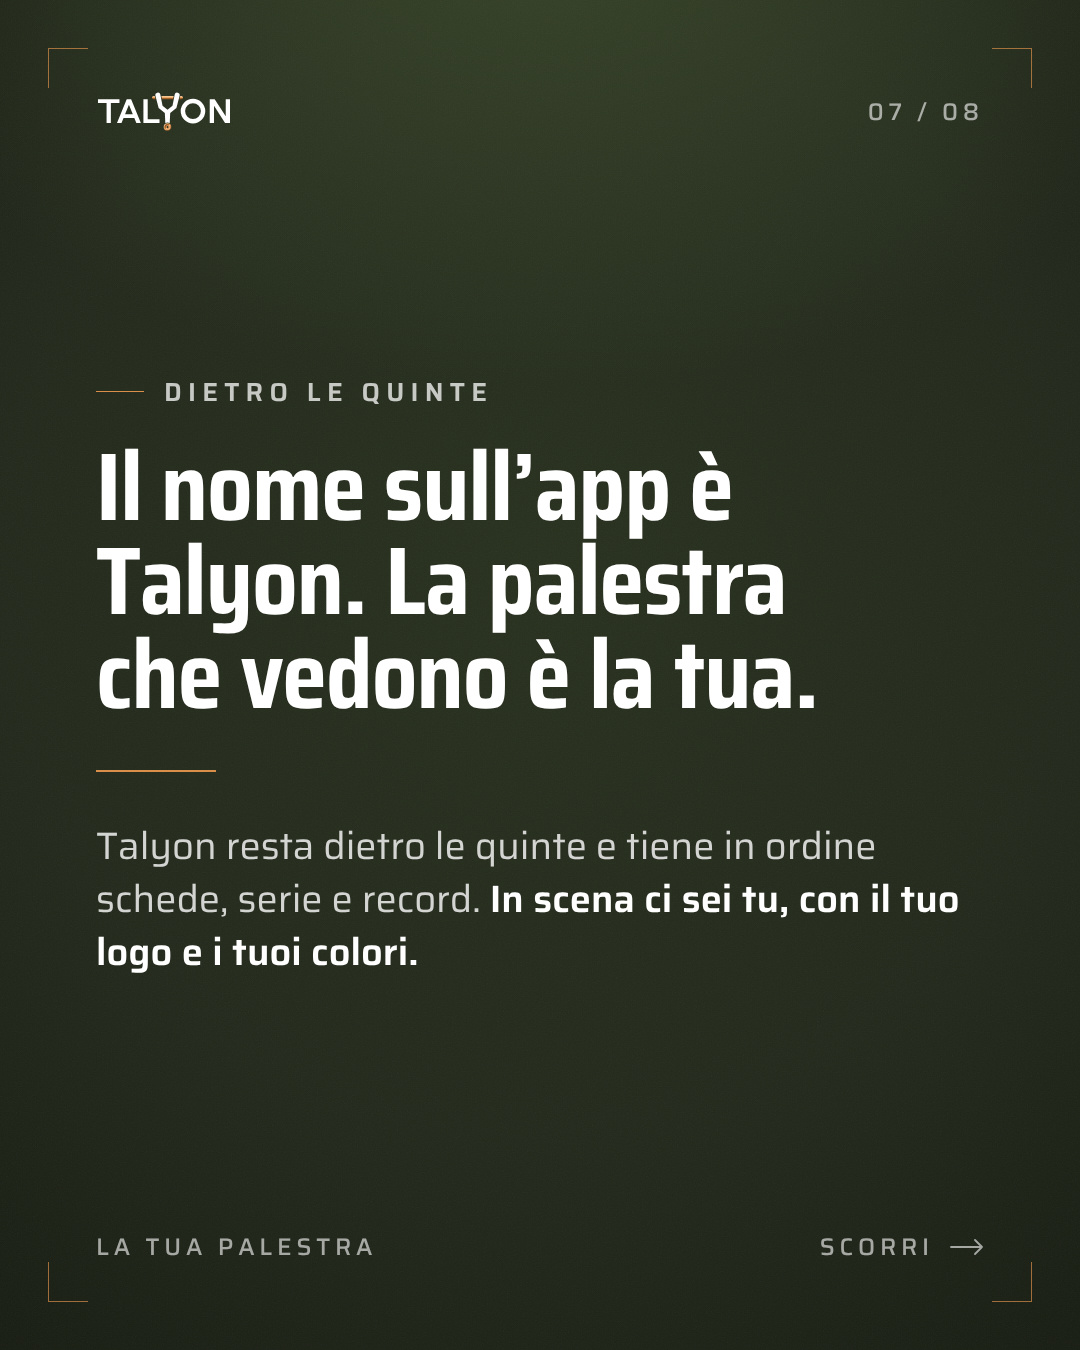 TALYON
07 / 08
DIETRO LE QUINTE
Il nome sull’app è
Talyon. La palestra
che vedono è la tua.
Talyon resta dietro le quinte e tiene in ordine
schede, serie e record. In scena ci sei tu, con il tuo
logo e i tuoi colori.
LA TUA PALESTRA
SCORRI →